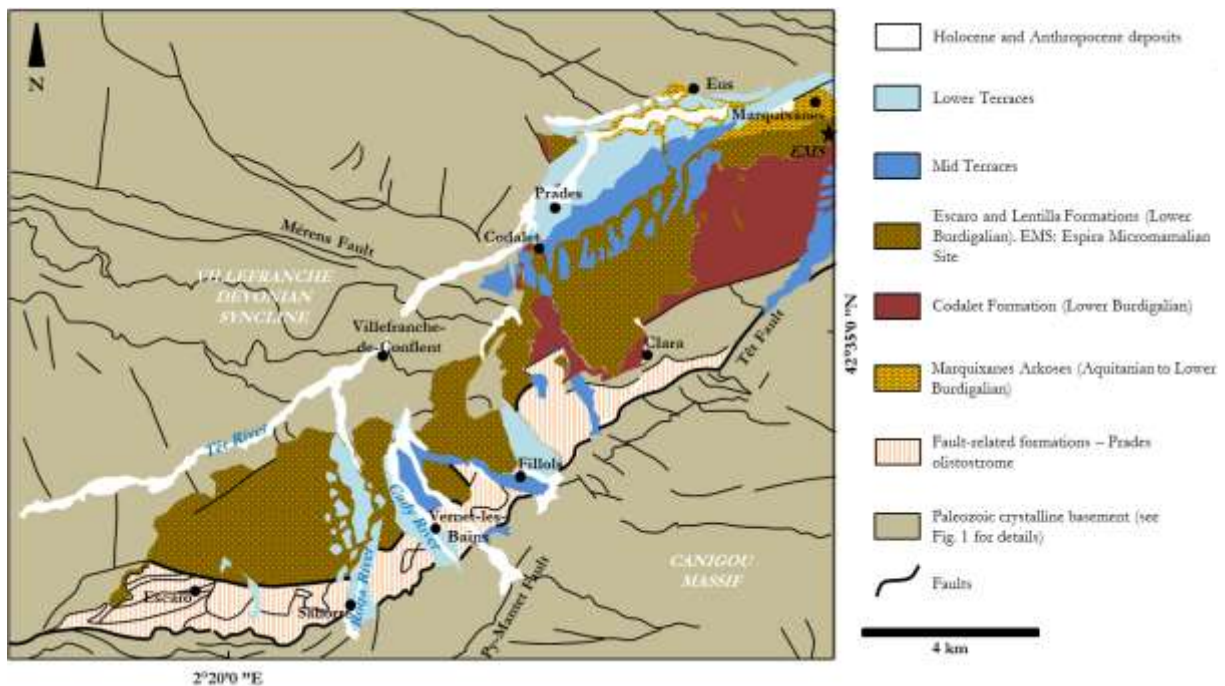 N
Eus
Marquixanes
EMS
Prades
Codalet
Mérens Fault
VILLEFRANCHE
DEVONIAN
SYNCLINE
Villefranche-
de-Conflent
Clara
Têt Fault
Têt River
Fillols
Cady River
Vernet-les-
Bains
CANIGOU
MASSIF
Escaro
Sahorre
Rotja River
Py-Mantet Fault
2°20'0 "E
42°35'0 "N
Holocene and Anthropocene deposits
Lower Terraces
Mid Terraces
Escaro and Lentilla Formations (Lower
Burdigalian). EMS: Espira Micromamalian
Site
Codalet Formation (Lower Burdigalian)
Marquixanes Arkoses (Aquitanian to Lower
Burdigalian)
Fault-related formations – Prades
olistostrome
Paleozoic crystalline basement (see
Fig. 1 for details)
Faults
4 km